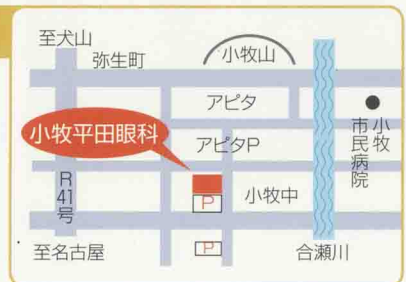 至犬山
弥生町
小牧山
アピタ
小牧市民病院
小牧平田眼科
アピタP
R41号
P
小牧中
至名古屋
P
合瀬川